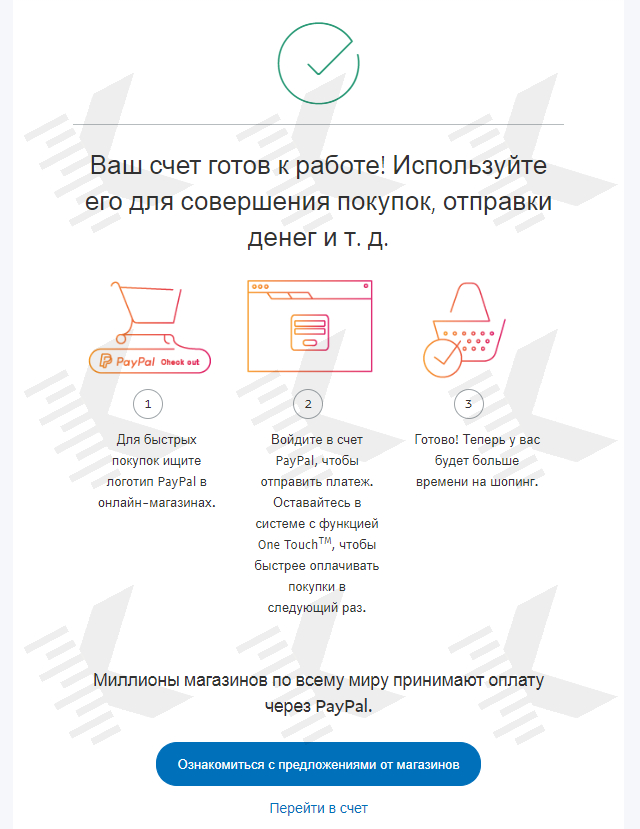 Ваш счет готов к работе! Используйте
его для совершения покупок, отправки
денег и т. д.
PayPal Check out
1
Для быстрых
покупок ищите
логотип PayPal в
онлайн-магазинах.
2
Войдите в счет
PayPal, чтобы
отправить платеж.
Оставайтесь в
системе с функцией
One Touch™, чтобы
быстрее оплачивать
покупки в
следующий раз.
3
Готово! Теперь у вас
будет больше
времени на шопинг.
Миллионы магазинов по всему миру принимают оплату
через PayPal.
Ознакомиться с предложениями от магазинов
Перейти в счет